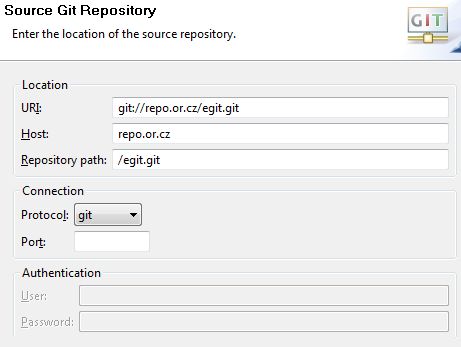 Source Git Repository
Enter the location of the source repository.
GIT
Location
URI: git://repo.or.cz/egit.git
Host: repo.or.cz
Repository path: /egit.git
Connection
Protocol: git
Port:
Authentication
User:
Password: